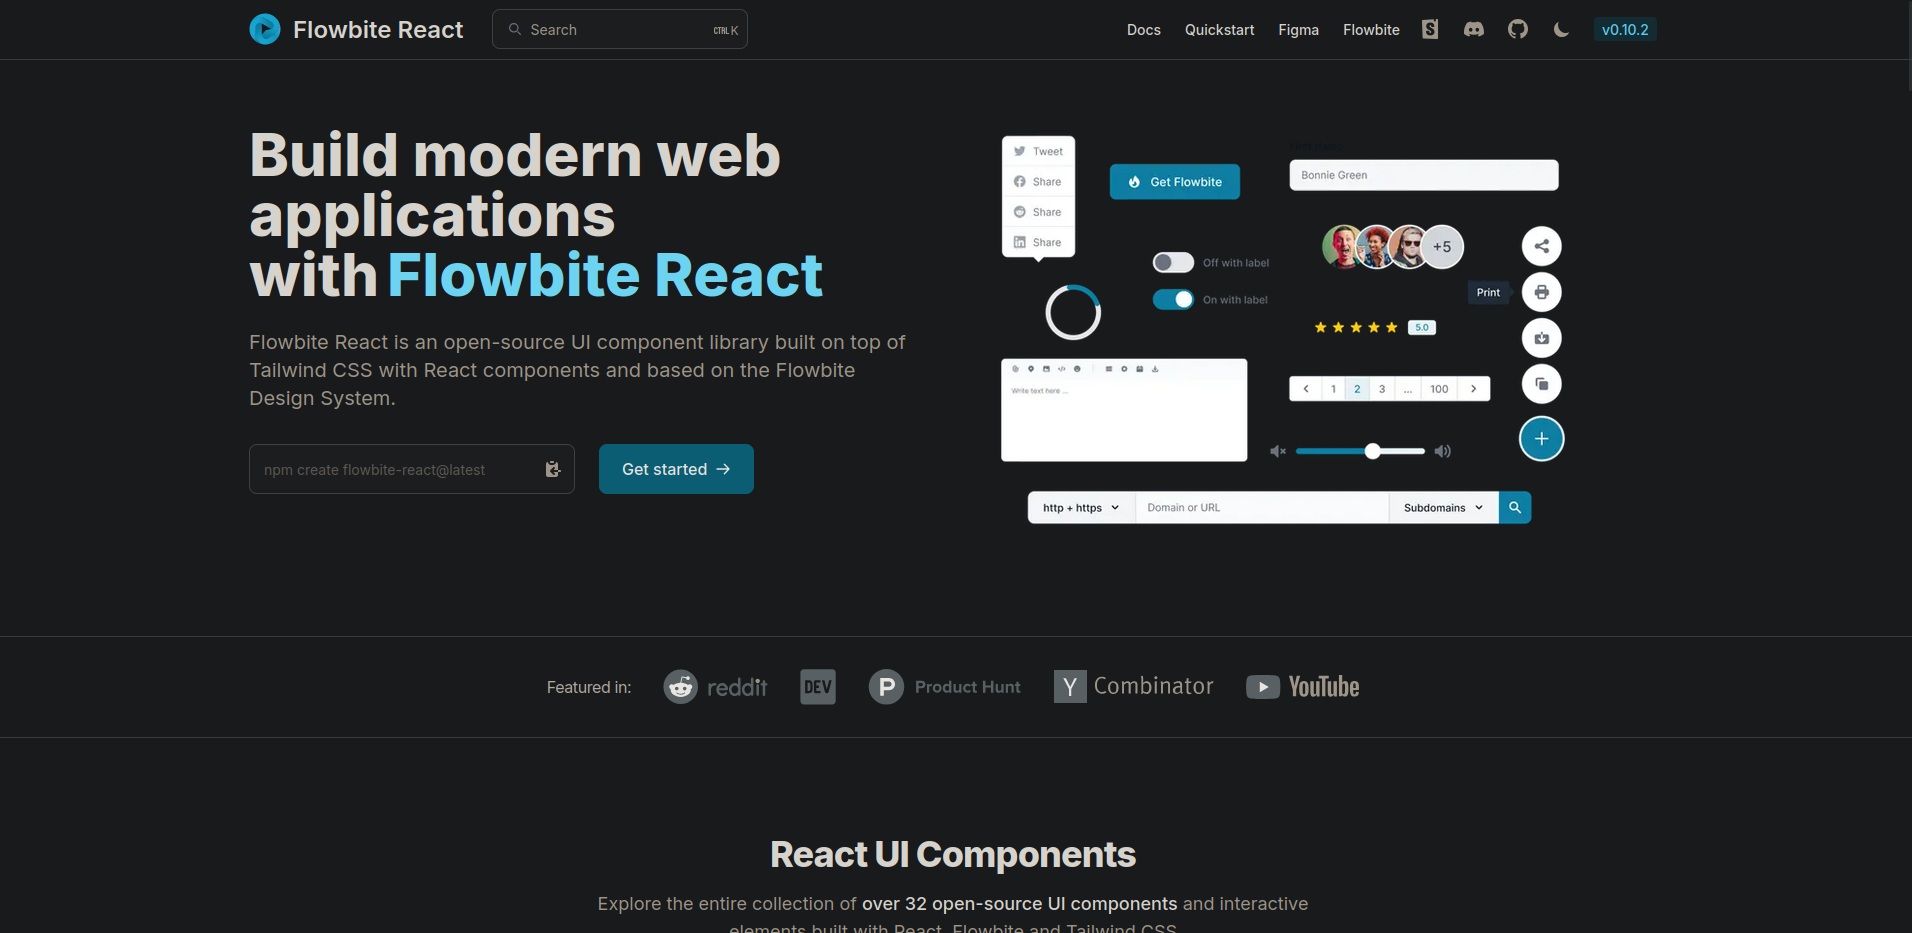 Flowbite React
Search
CTRL K
Docs
Quickstart
Figma
Flowbite
v0.10.2
Build modern web
applications
with Flowbite React
Flowbite React is an open-source UI component library built on top of
Tailwind CSS with React components and based on the Flowbite
Design System.
npm create flowbite-react@latest
Get started
Tweet
Share
Share
Share
Get Flowbite
Bonnie Green
+5
Off with label
On with label
Print
5.0
Write text here ...
1 2 3 ... 100
http + https
Domain or URL
Subdomains
Featured in:
reddit
DEV
P Product Hunt
Y Combinator
YouTube
React UI Components
Explore the entire collection of over 32 open-source UI components and interactive
elements built with React, Flowbite and Tailwind CSS